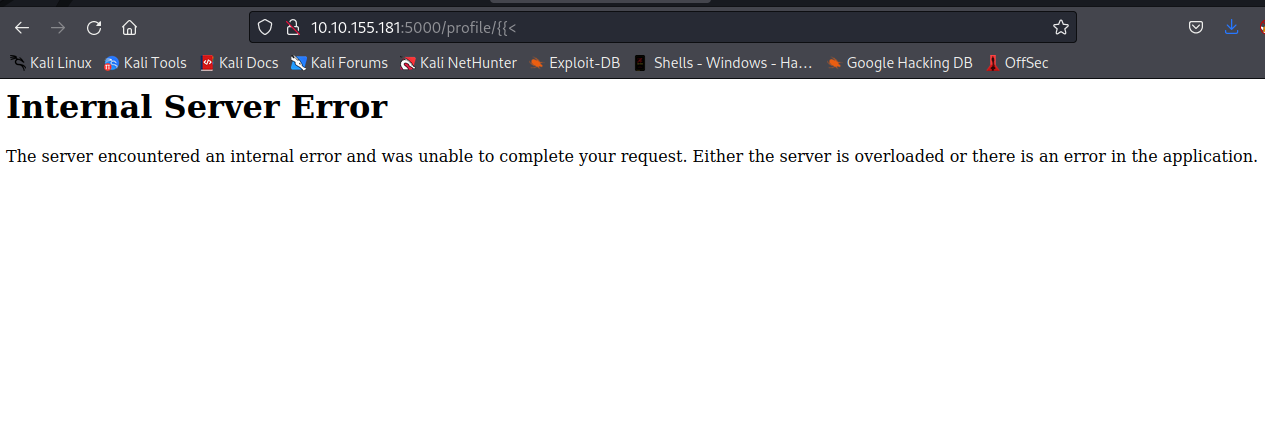 10.10.155.181:5000/profile/{{<
Kali Linux Kali Tools Kali Docs Kali Forums Kali NetHunter Exploit-DB Shells - Windows - Ha... Google Hacking DB OffSec
Internal Server Error
The server encountered an internal error and was unable to complete your request. Either the server is overloaded or there is an error in the application.